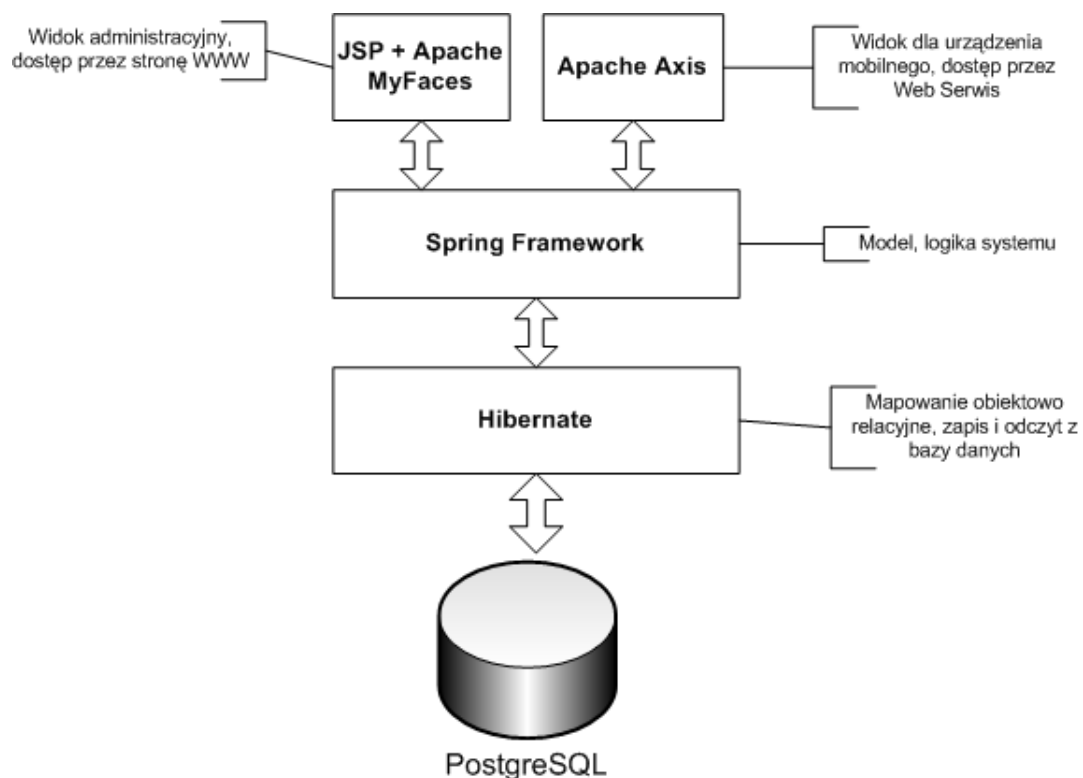 Widok administracyjny,
dostęp przez stronę WWW
JSP + Apache
MyFaces
Apache Axis
Widok dla urządzenia
mobilnego, dostęp przez
Web Serwis
Spring Framework
Model, logika systemu
Hibernate
Mapowanie obiektowo
relacyjne, zapis i odczyt z
bazy danych
PostgreSQL